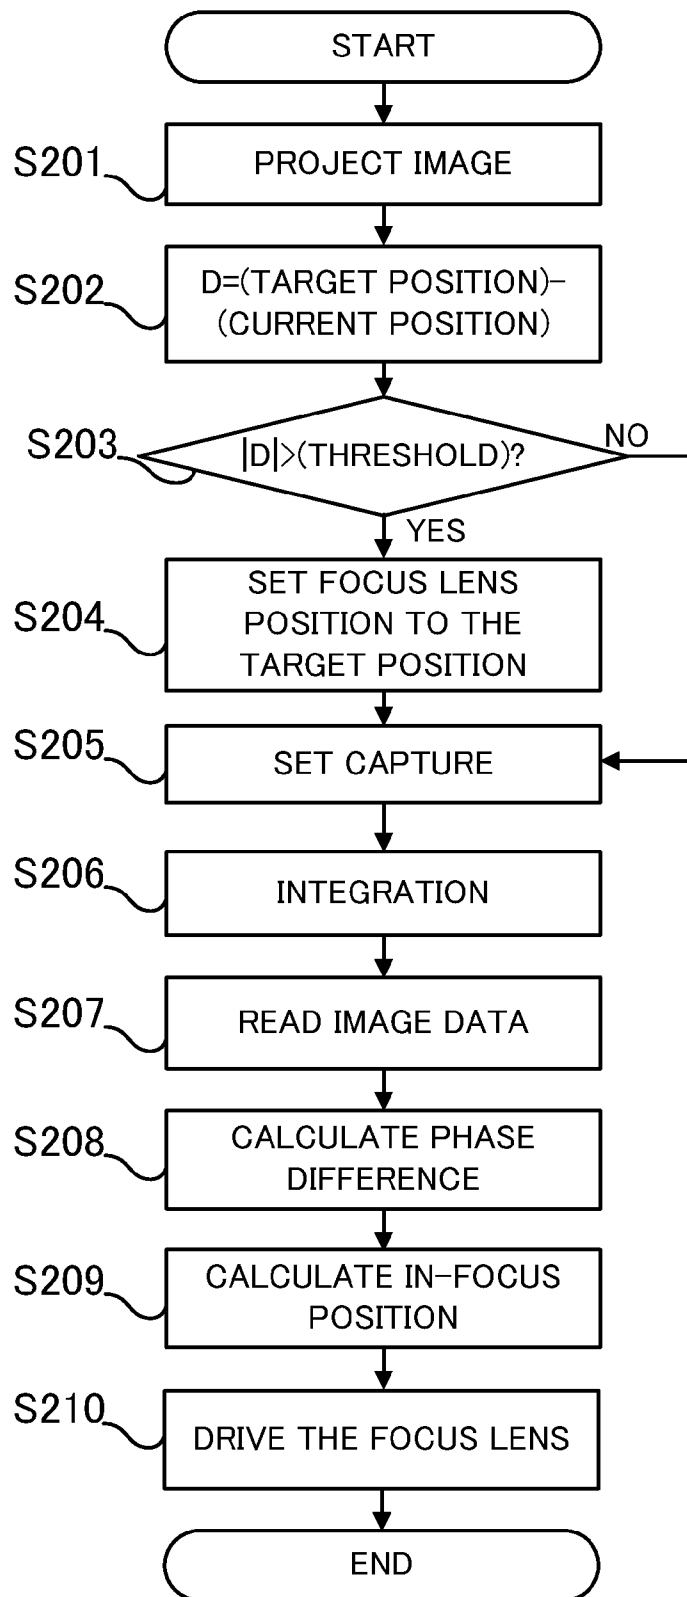 START
S201
PROJECT IMAGE
S202
D=(TARGET POSITION)−
(CURRENT POSITION)
S203
|D|>(THRESHOLD)?
NO
YES
S204
SET FOCUS LENS
POSITION TO THE
TARGET POSITION
S205
SET CAPTURE
S206
INTEGRATION
S207
READ IMAGE DATA
S208
CALCULATE PHASE
DIFFERENCE
S209
CALCULATE IN−FOCUS
POSITION
S210
DRIVE THE FOCUS LENS
END